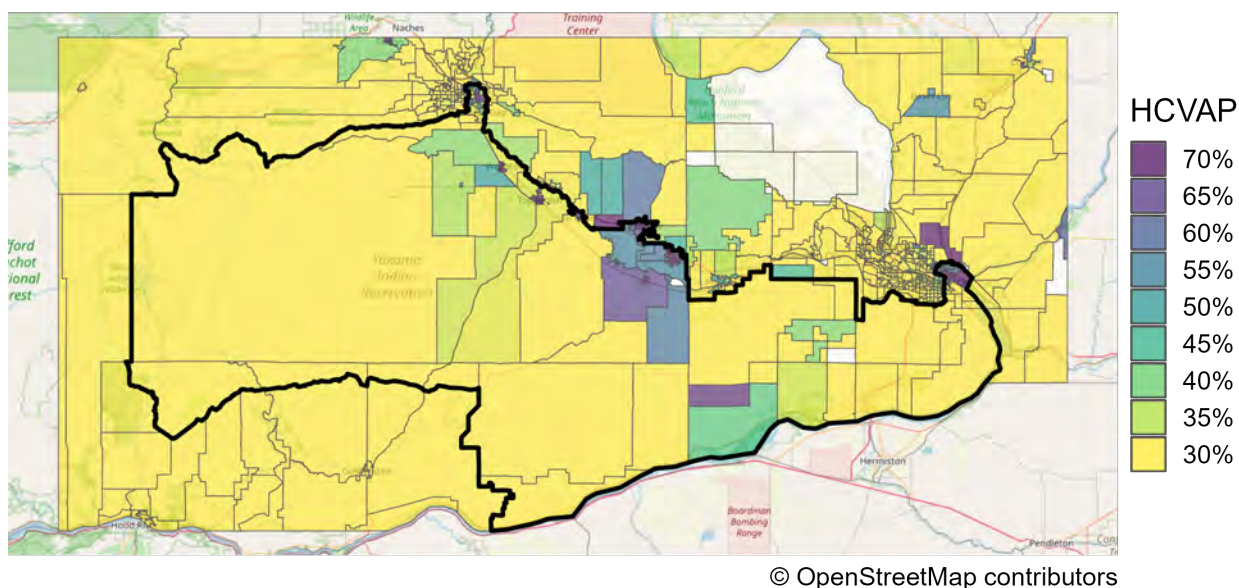 Wildlife
Area
Naches
Training
Center
HCVAP
70%
65%
60%
55%
50%
45%
40%
35%
30%
Yakama
Indian
Reservation
Hermiston
Hood
Boardman
Bombing
Range
Pendleton
© OpenStreetMap contributors